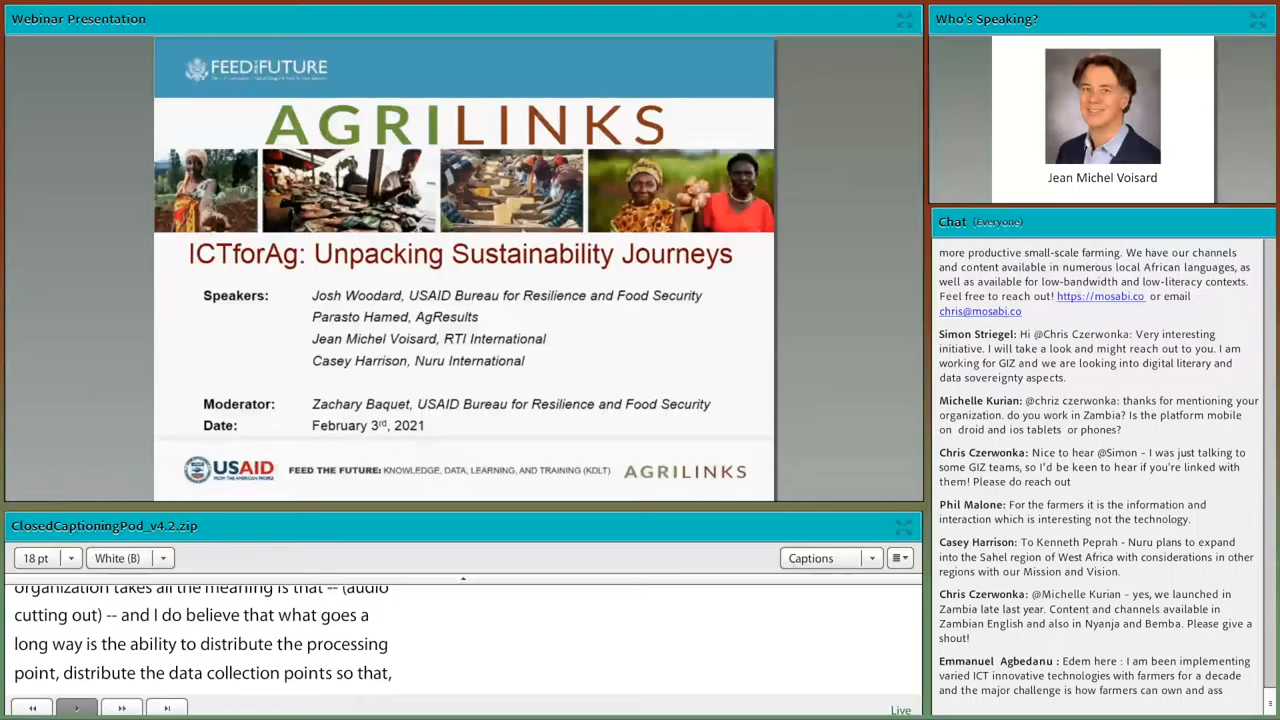 Webinar Presentation
FEED THE FUTURE
AGRILINKS
ICTforAg: Unpacking Sustainability Journeys
Speakers: Josh Woodard, USAID Bureau for Resilience and Food Security
Parasto Hamed, AgResults
Jean Michel Voisard, RTI International
Casey Harrison, Nuru International
Moderator: Zachary Baquet, USAID Bureau for Resilience and Food Security
Date: February 3rd, 2021
USAID
FROM THE AMERICAN PEOPLE
FEED THE FUTURE: KNOWLEDGE, DATA, LEARNING, AND TRAINING (KDLT)
AGRILINKS
ClosedCaptioningPod_v4.2.zip
18 pt
White (B)
Captions
organization takes all the meaning is that -- (audio
cutting out) -- and I do believe that what goes a
long way is the ability to distribute the processing
point, distribute the data collection points so that,
Live
Who's Speaking?
Jean Michel Voisard
Chat (Everyone)
more productive small-scale farming. We have our channels
and content available in numerous local African languages, as
well as available for low-bandwidth and low-literacy contexts.
Feel free to reach out! https://mosabi.co or email
chris@mosabi.co
Simon Striegel: Hi @Chris Czerwonka: Very interesting
initiative. I will take a look and might reach out to you. I am
working for GIZ and we are looking into digital literary and
data sovereignty aspects.
Michelle Kurian: @chriz czerwonka: thanks for mentioning your
organization. do you work in Zambia? Is the platform mobile
on droid and ios tablets or phones?
Chris Czerwonka: Nice to hear @Simon - I was just talking to
some GIZ teams, so I'd be keen to hear if you're linked with
them! Please do reach out
Phil Malone: For the farmers it is the information and
interaction which is interesting not the technology.
Casey Harrison: To Kenneth Peprah - Nuru plans to expand
into the Sahel region of West Africa with considerations in other
regions with our Mission and Vision.
Chris Czerwonka: @Michelle Kurian - yes, we launched in
Zambia late last year. Content and channels available in
Zambian English and also in Nyanja and Bemba. Please give a
shout!
Emmanuel Agbedanu : Edem here : I am been implementing
varied ICT innovative technologies with farmers for a decade
and the major challenge is how farmers can own and ass